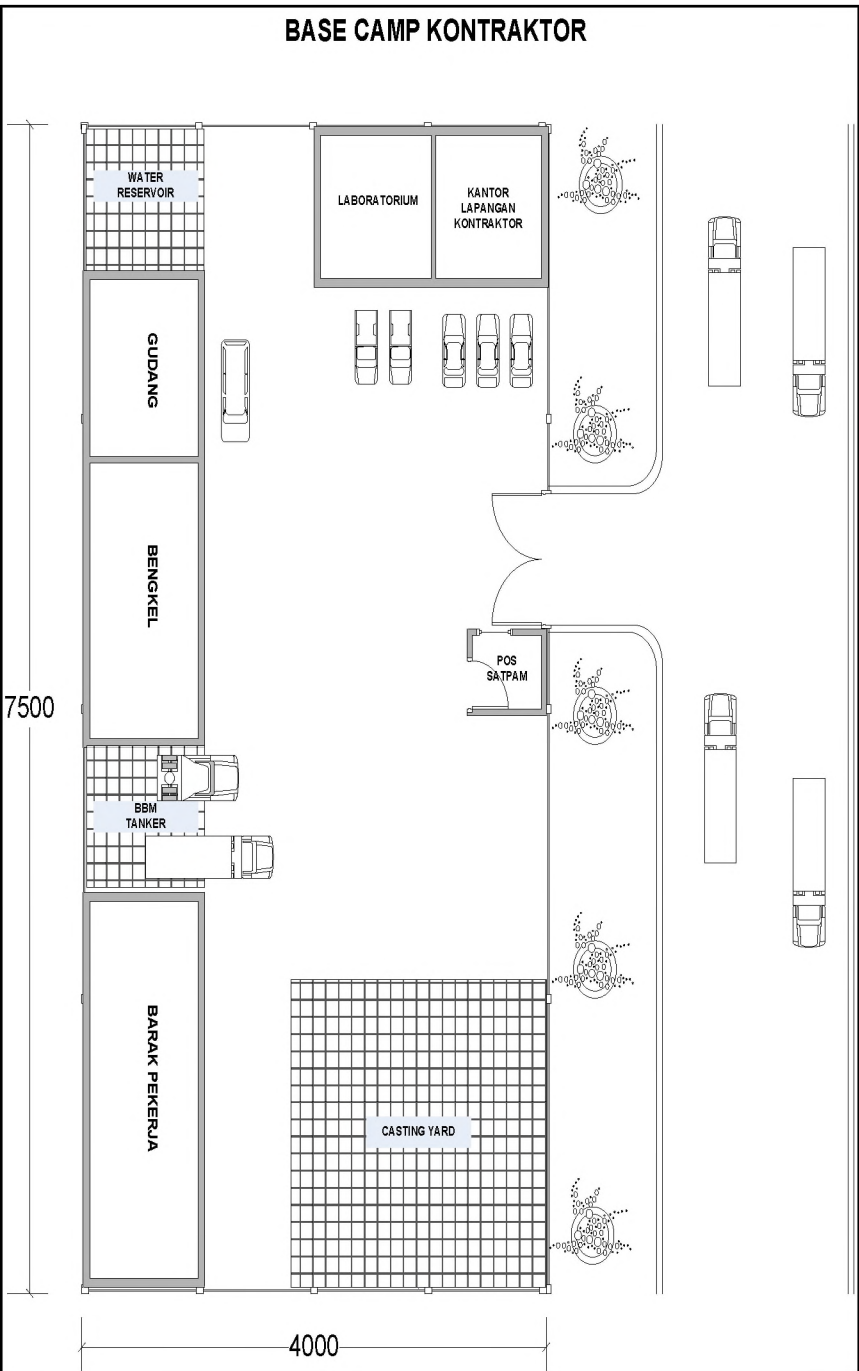 BASE CAMP KONTRAKTOR
WATER
RESERVOIR
LABORATORIUM
KANTOR
LAPANGAN
KONTRAKTOR
GUDANG
BENGKEL
POS
SATPAM
7500
BBM
TANKER
BARAK PEKERJA
CASTING YARD
4000